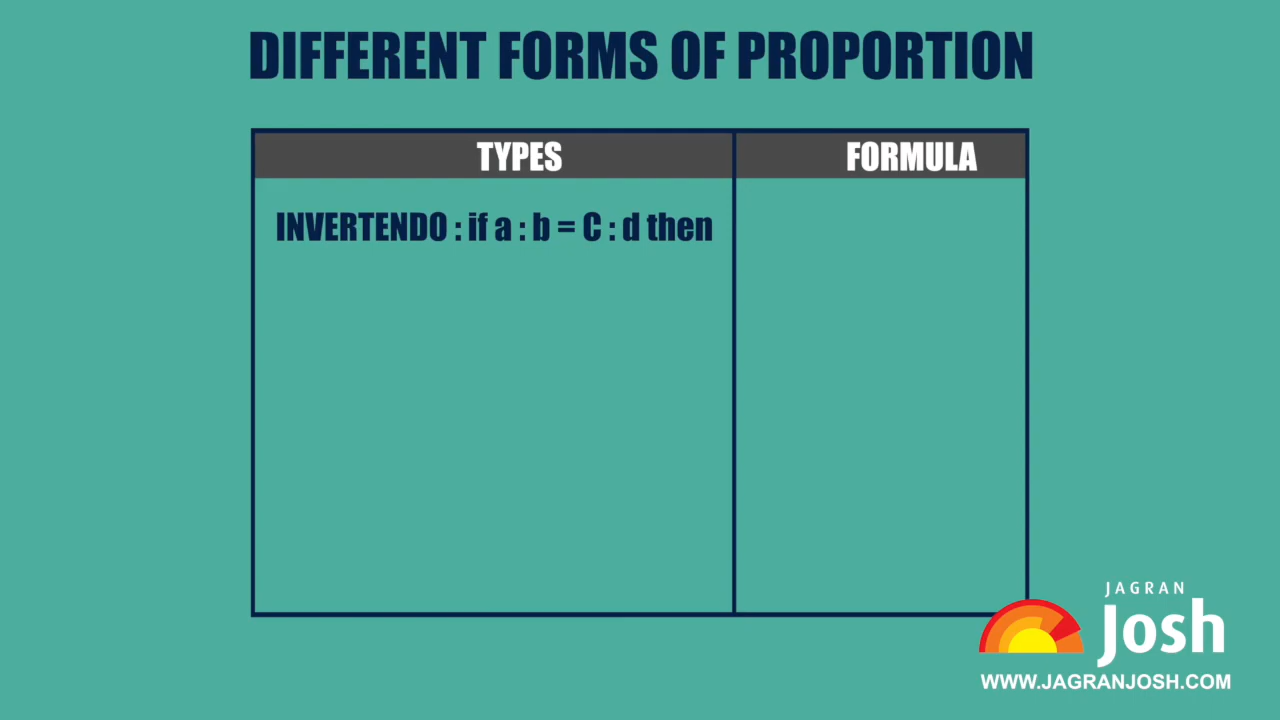 DIFFERENT FORMS OF PROPORTION
TYPES
FORMULA
INVERTENDO : if a : b = C : d then
JAGRAN
Josh
WWW.JAGRANJOSH.COM